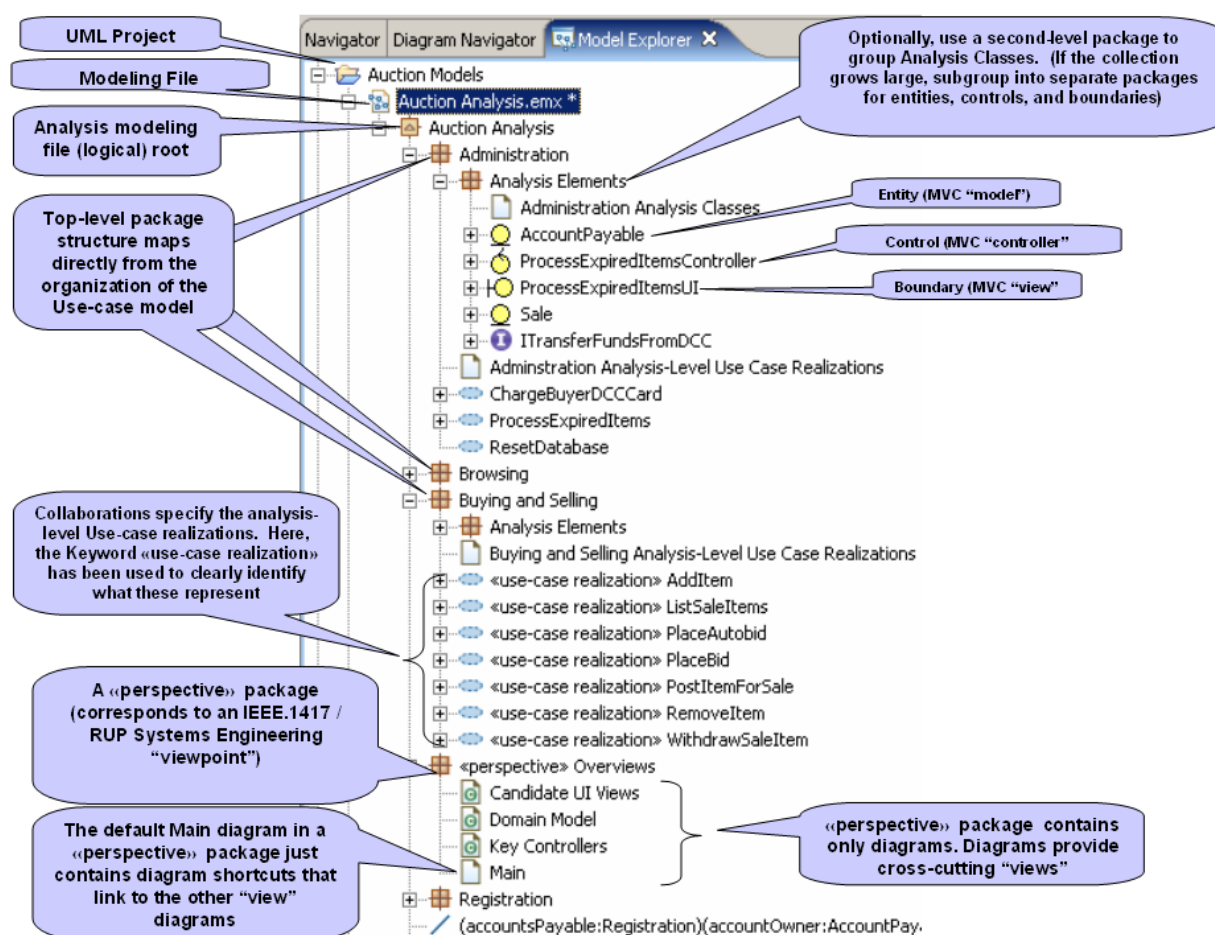 UML Project
Modeling File
Analysis modeling
file (logical) root
Top-level package
structure maps
directly from the
organization of the
Use-case model
Collaborations specify the analysis-
level Use-case realizations. Here,
the Keyword «use-case realization»
has been used to clearly identify
what these represent
A «perspective» package
(corresponds to an IEEE.1417 /
RUP Systems Engineering
“viewpoint”)
The default Main diagram in a
«perspective» package just
contains diagram shortcuts that
link to the other “view”
diagrams
Navigator
Diagram Navigator
Model Explorer
Auction Models
Auction Analysis.emx *
Auction Analysis
Administration
Analysis Elements
Administration Analysis Classes
AccountPayable
ProcessExpiredItemsController
ProcessExpiredItemsUI
Sale
I
ITransferFundsFromDCC
Adminstration Analysis-Level Use Case Realizations
ChargeBuyerDCCCard
ProcessExpiredItems
ResetDatabase
Browsing
Buying and Selling
Analysis Elements
Buying and Selling Analysis-Level Use Case Realizations
«use-case realization» AddItem
«use-case realization» ListSaleItems
«use-case realization» PlaceAutobid
«use-case realization» PlaceBid
«use-case realization» PostItemForSale
«use-case realization» RemoveItem
«use-case realization» WithdrawSaleItem
«perspective» Overviews
Candidate UI Views
Domain Model
Key Controllers
Main
Registration
(accountsPayable:Registration)(accountOwner:AccountPay.
Optionally, use a second-level package to
group Analysis Classes. (If the collection
grows large, subgroup into separate packages
for entities, controls, and boundaries)
Entity (MVC “model”)
Control (MVC “controller”
Boundary (MVC “view”
«perspective» package contains
only diagrams. Diagrams provide
cross-cutting “views”